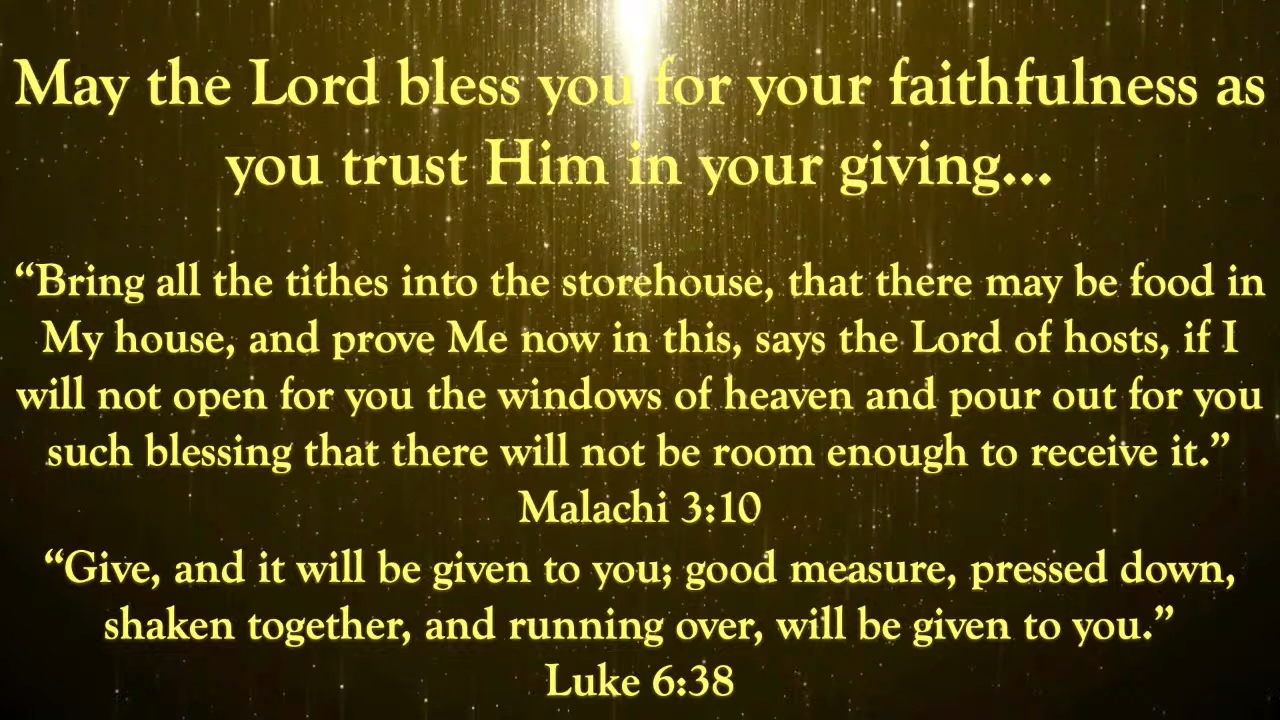 May the Lord bless you for your faithfulness as
you trust Him in your giving...
“Bring all the tithes into the storehouse, that there may be food in
My house, and prove Me now in this, says the Lord of hosts, if I
will not open for you the windows of heaven and pour out for you
such blessing that there will not be room enough to receive it.”
Malachi 3:10
“Give, and it will be given to you; good measure, pressed down,
shaken together, and running over, will be given to you.”
Luke 6:38